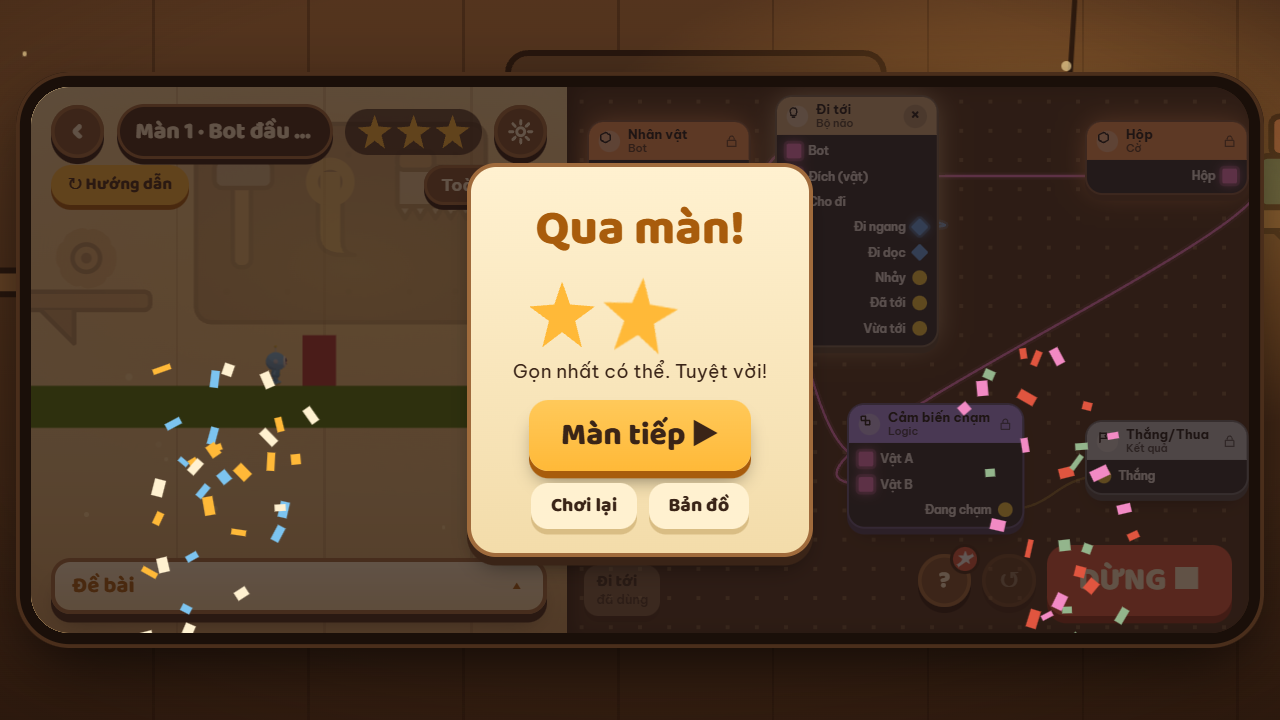 Màn 1 · Bot đầu ...
Hướng dẫn
Nhân vật
Bot
Đi tới
Bộ não
Bot
Đích (vật)
Cho đi
Đi ngang
Đi dọc
Nhảy
Đã tới
Vừa tới
Hộp
Cờ
Hộp
Qua màn!
Gọn nhất có thể. Tuyệt vời!
Màn tiếp
Chơi lại
Bản đồ
Cảm biến chạm
Logic
Vật A
Vật B
Đang chạm
Thắng/Thua
Kết quả
Thắng
Đề bài
Đi tới
đã dùng
?
DỪNG